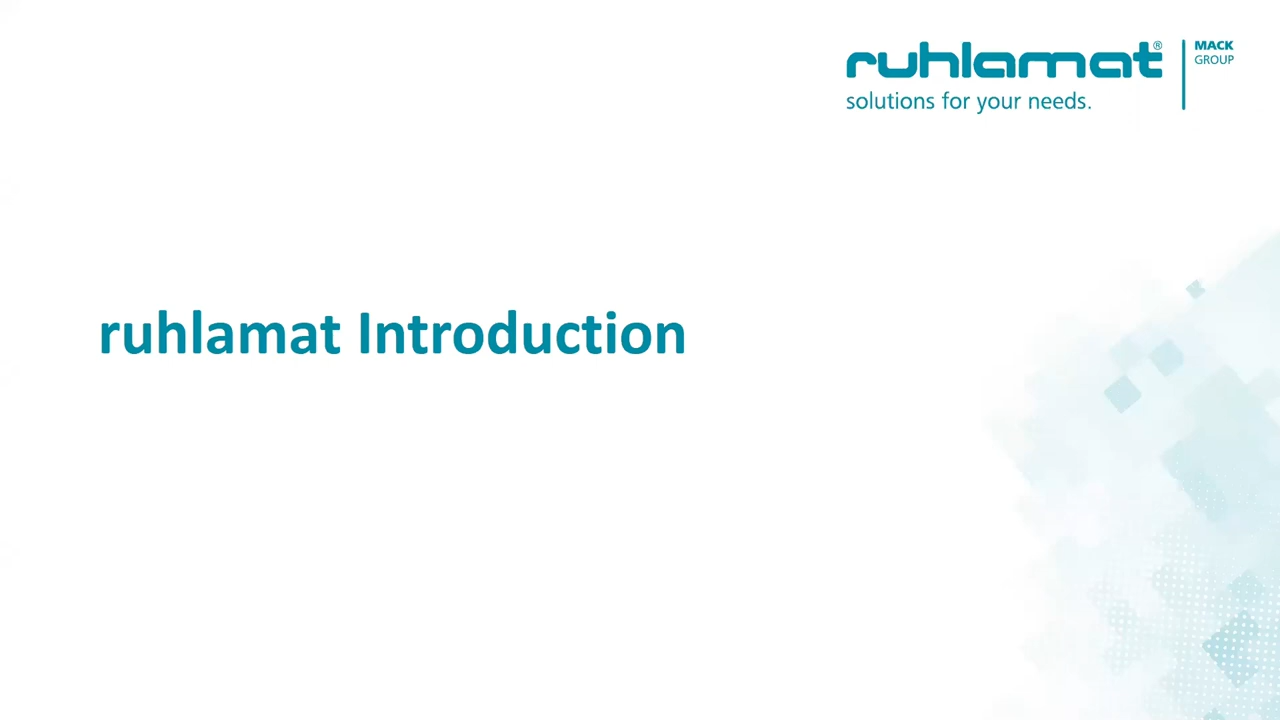 ruhlamat®
MACK
GROUP
solutions for your needs.
ruhlamat Introduction